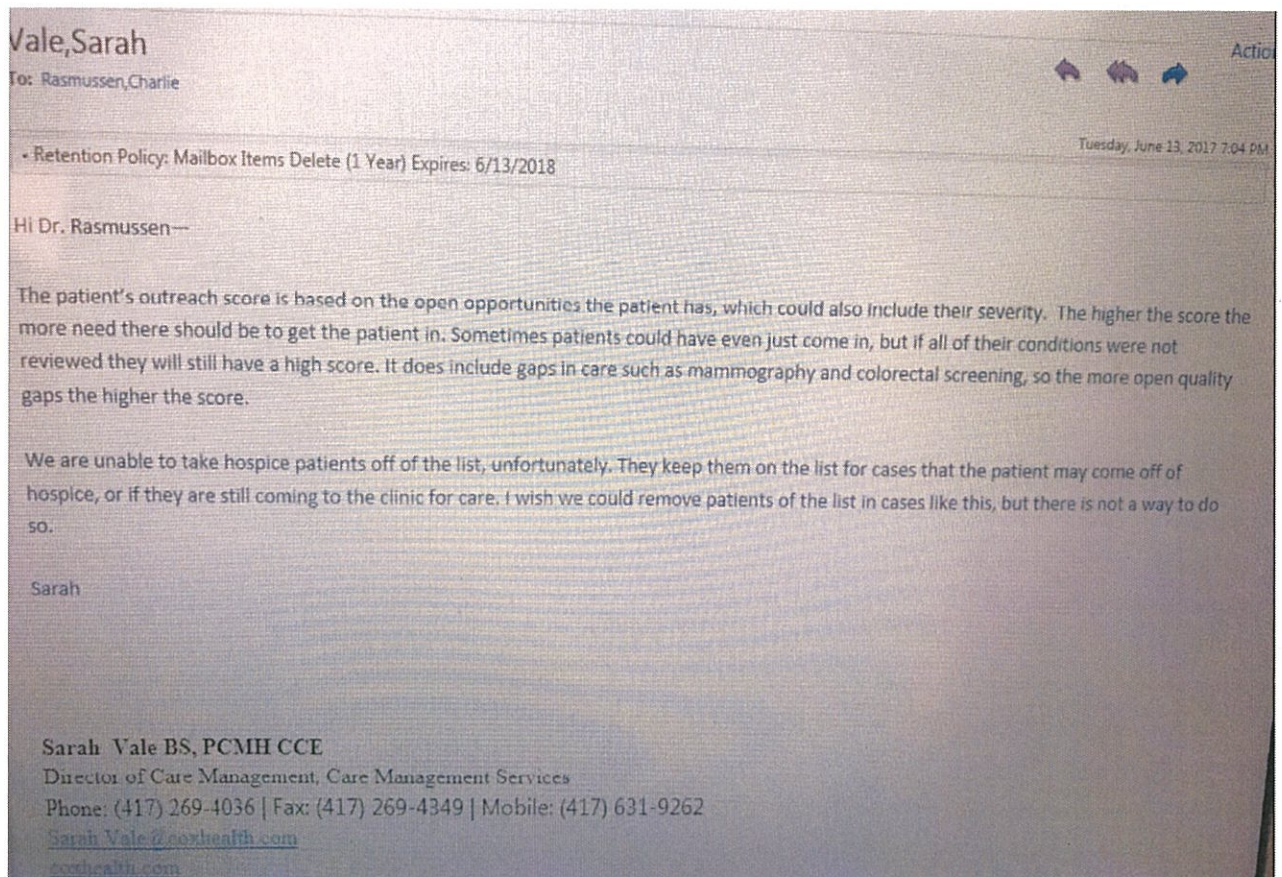 Vale,Sarah
Action
To: Rasmussen,Charlie
Tuesday, June 13, 2017 7:04 PM
• Retention Policy: Mailbox Items Delete (1 Year) Expires: 6/13/2018
Hi Dr. Rasmussen—
The patient's outreach score is based on the open opportunities the patient has, which could also include their severity. The higher the score the
more need there should be to get the patient in. Sometimes patients could have even just come in, but if all of their conditions were not
reviewed they will still have a high score. It does include gaps in care such as mammography and colorectal screening, so the more open quality
gaps the higher the score.
We are unable to take hospice patients off of the list, unfortunately. They keep them on the list for cases that the patient may come off of
hospice, or if they are still coming to the clinic for care. I wish we could remove patients of the list in cases like this, but there is not a way to do
so.
Sarah
Sarah Vale BS, PCMH CCE
Director of Care Management, Care Management Services
Phone: (417) 269-4036 | Fax: (417) 269-4349 | Mobile: (417) 631-9262
Sarah.Vale@coxhealth.com
coxhealth.com